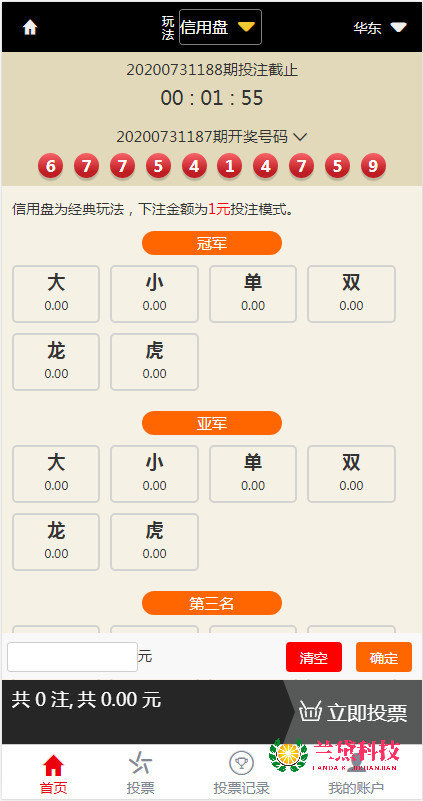 玩法 信用盘 华东
20200731188期投注截止
00 : 01 : 55
20200731187期开奖号码
6 7 7 5 4 1 4 7 5 9
信用盘为经典玩法，下注金额为1元投注模式。
冠军
大 小 单 双
0.00 0.00 0.00 0.00
龙 虎
0.00 0.00
亚军
大 小 单 双
0.00 0.00 0.00 0.00
龙 虎
0.00 0.00
第三名
元 清空 确定
共 0 注, 共 0.00 元
立即投票
兰黛科技
首页 投票 投票记录 我的账户